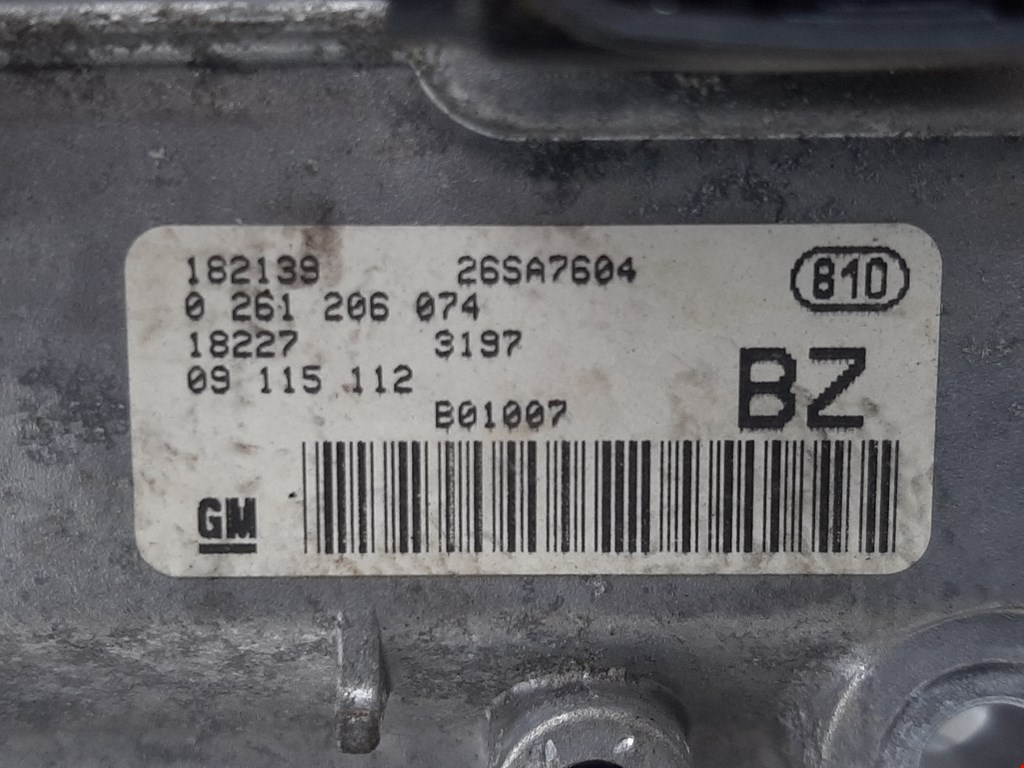 182139 26SA7604 810
0 261 206 074
18227 3197
09 115 112 BZ
B01007
GM